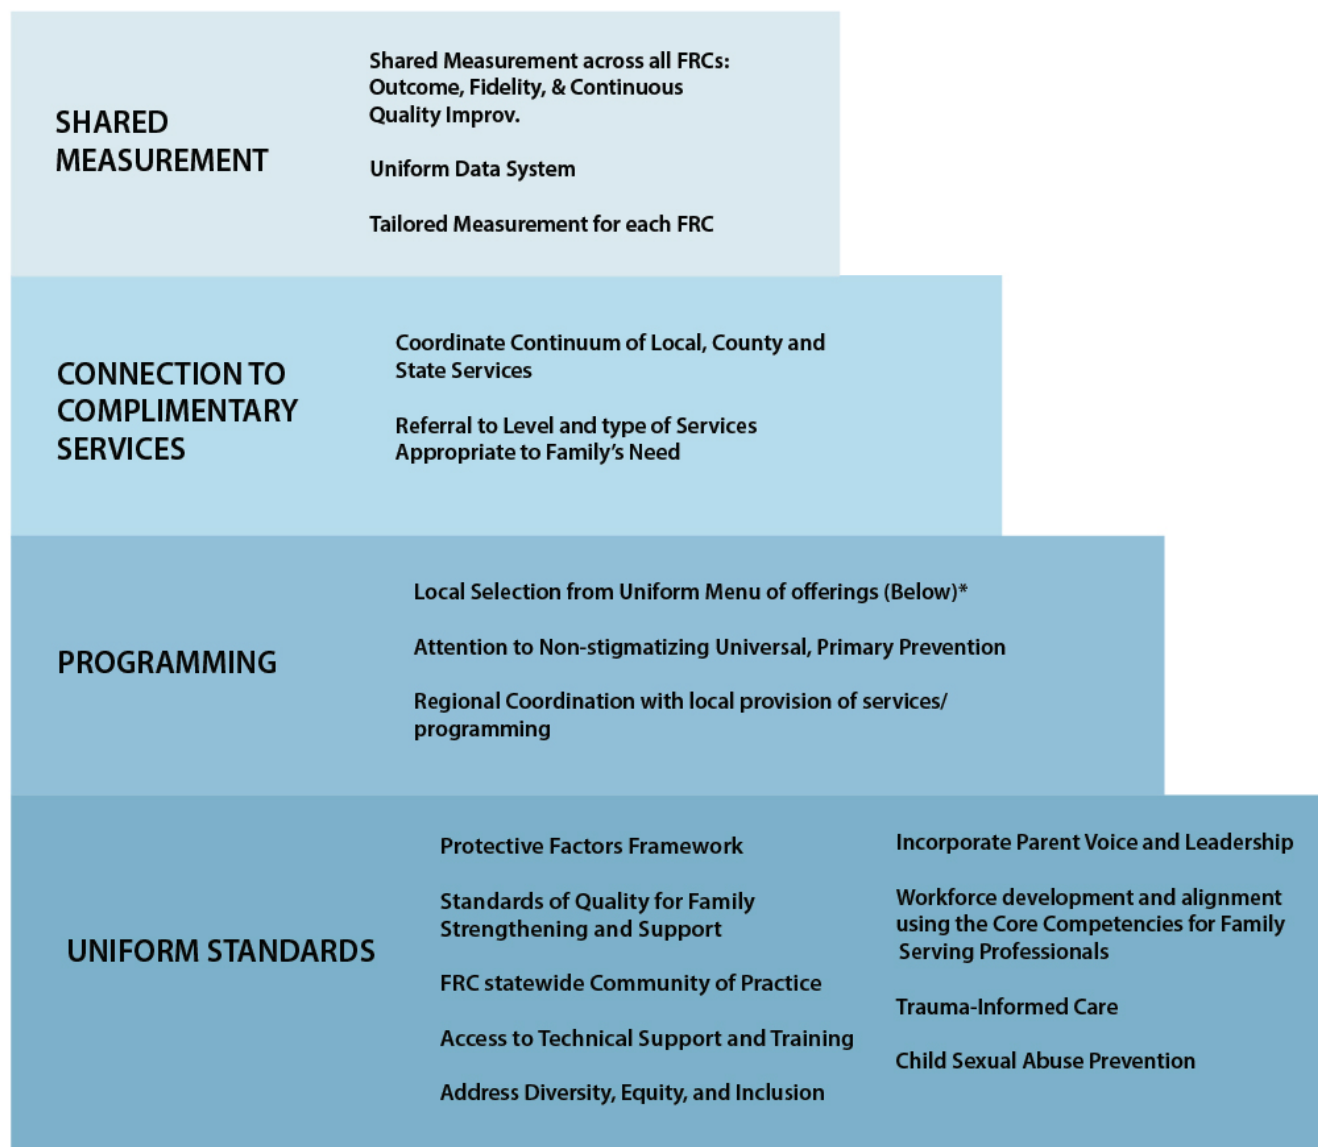 SHARED
MEASUREMENT
Shared Measurement across all FRCs:
Outcome, Fidelity, & Continuous
Quality Improv.
Uniform Data System
Tailored Measurement for each FRC
CONNECTION TO
COMPLIMENTARY
SERVICES
Coordinate Continuum of Local, County and
State Services
Referral to Level and type of Services
Appropriate to Family’s Need
PROGRAMMING
Local Selection from Uniform Menu of offerings (Below)*
Attention to Non-stigmatizing Universal, Primary Prevention
Regional Coordination with local provision of services/
programming
UNIFORM STANDARDS
Protective Factors Framework
Standards of Quality for Family
Strengthening and Support
FRC statewide Community of Practice
Access to Technical Support and Training
Address Diversity, Equity, and Inclusion
Incorporate Parent Voice and Leadership
Workforce development and alignment
using the Core Competencies for Family
Serving Professionals
Trauma-Informed Care
Child Sexual Abuse Prevention